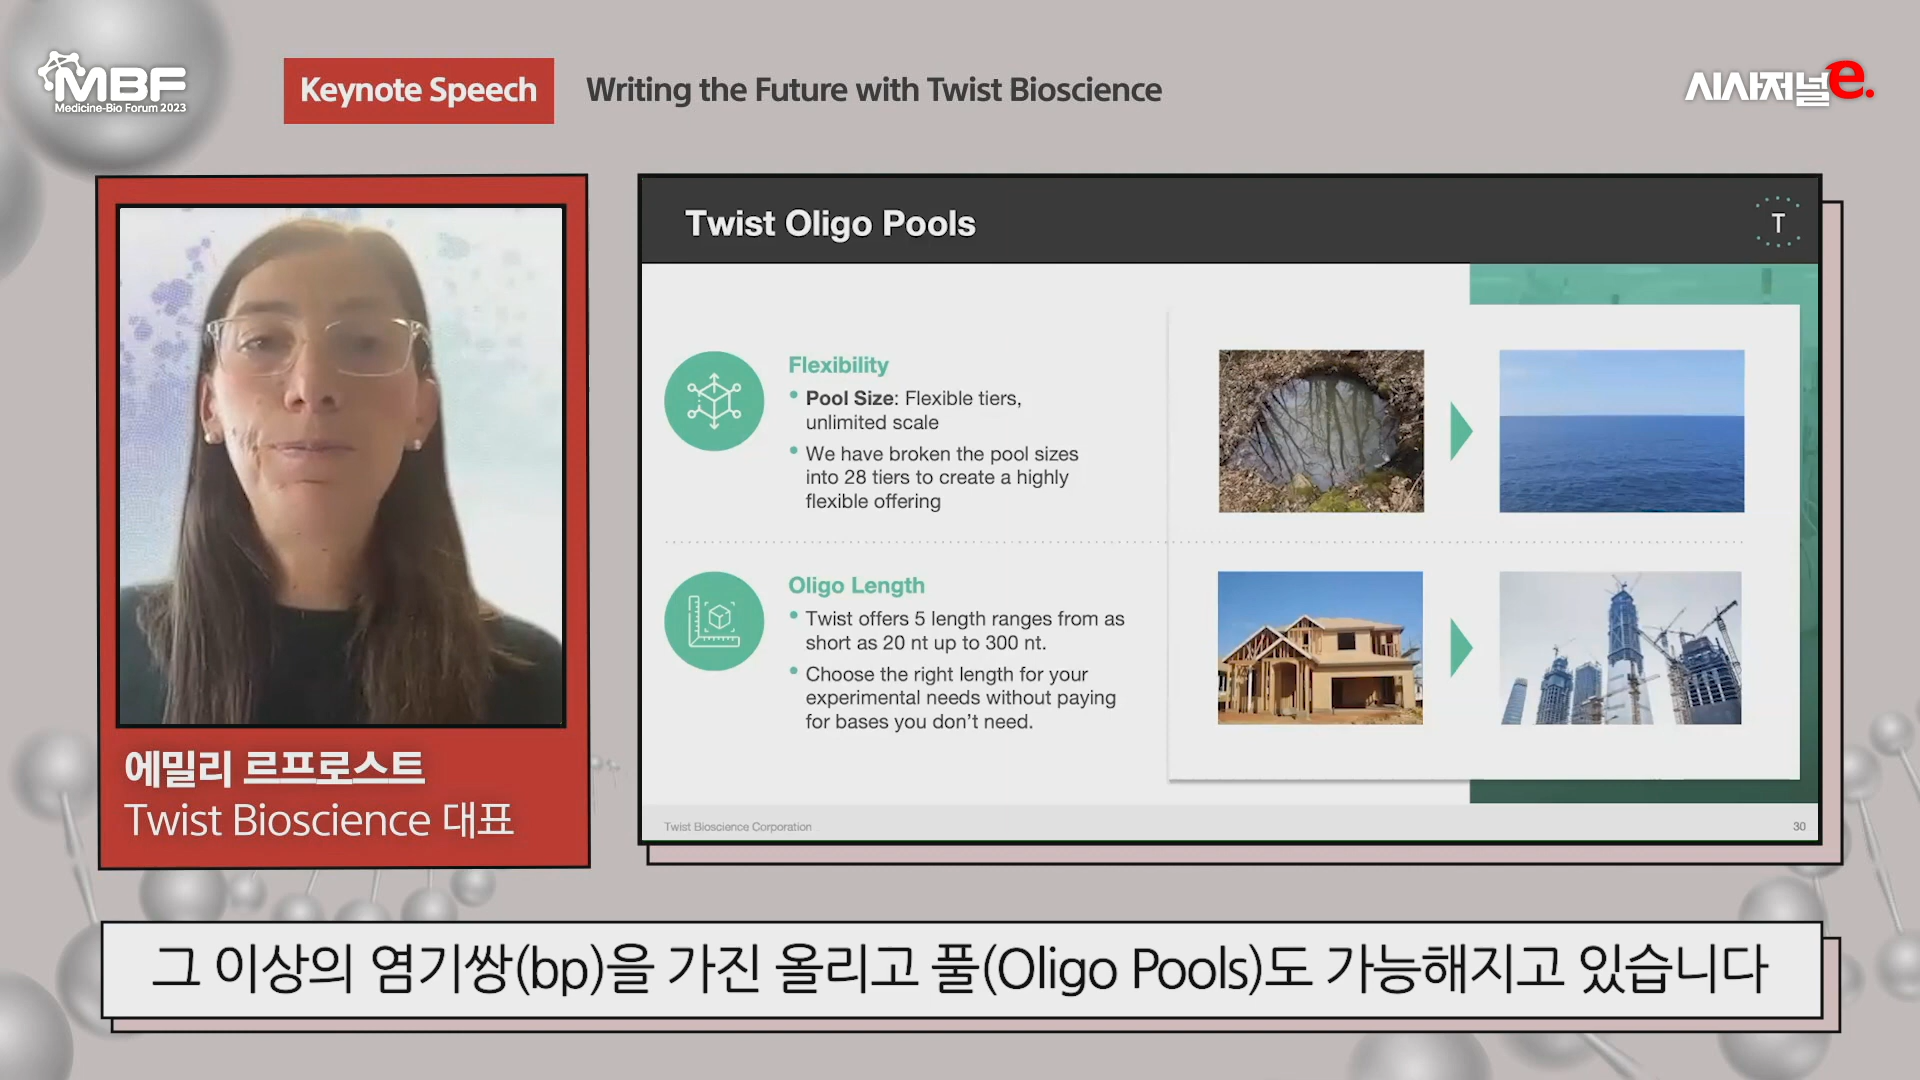 MBF
Medicine-Bio Forum 2023
Keynote Speech
Writing the Future with Twist Bioscience
시사저널e.
에밀리 르프로스트
Twist Bioscience 대표
Twist Oligo Pools
T
Flexibility
• Pool Size: Flexible tiers,
unlimited scale
• We have broken the pool sizes
into 28 tiers to create a highly
flexible offering
Oligo Length
• Twist offers 5 length ranges from as
short as 20 nt up to 300 nt.
• Choose the right length for your
experimental needs without paying
for bases you don't need.
Twist Bioscience Corporation
30
그 이상의 염기쌍(bp)을 가진 올리고 풀(Oligo Pools)도 가능해지고 있습니다